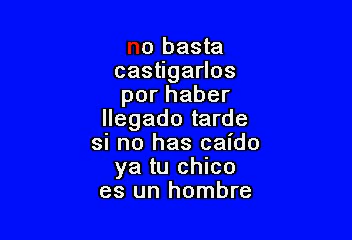 no basta
castigarlos
por haber
llegado tarde
si no has caído
ya tu chico
es un hombre